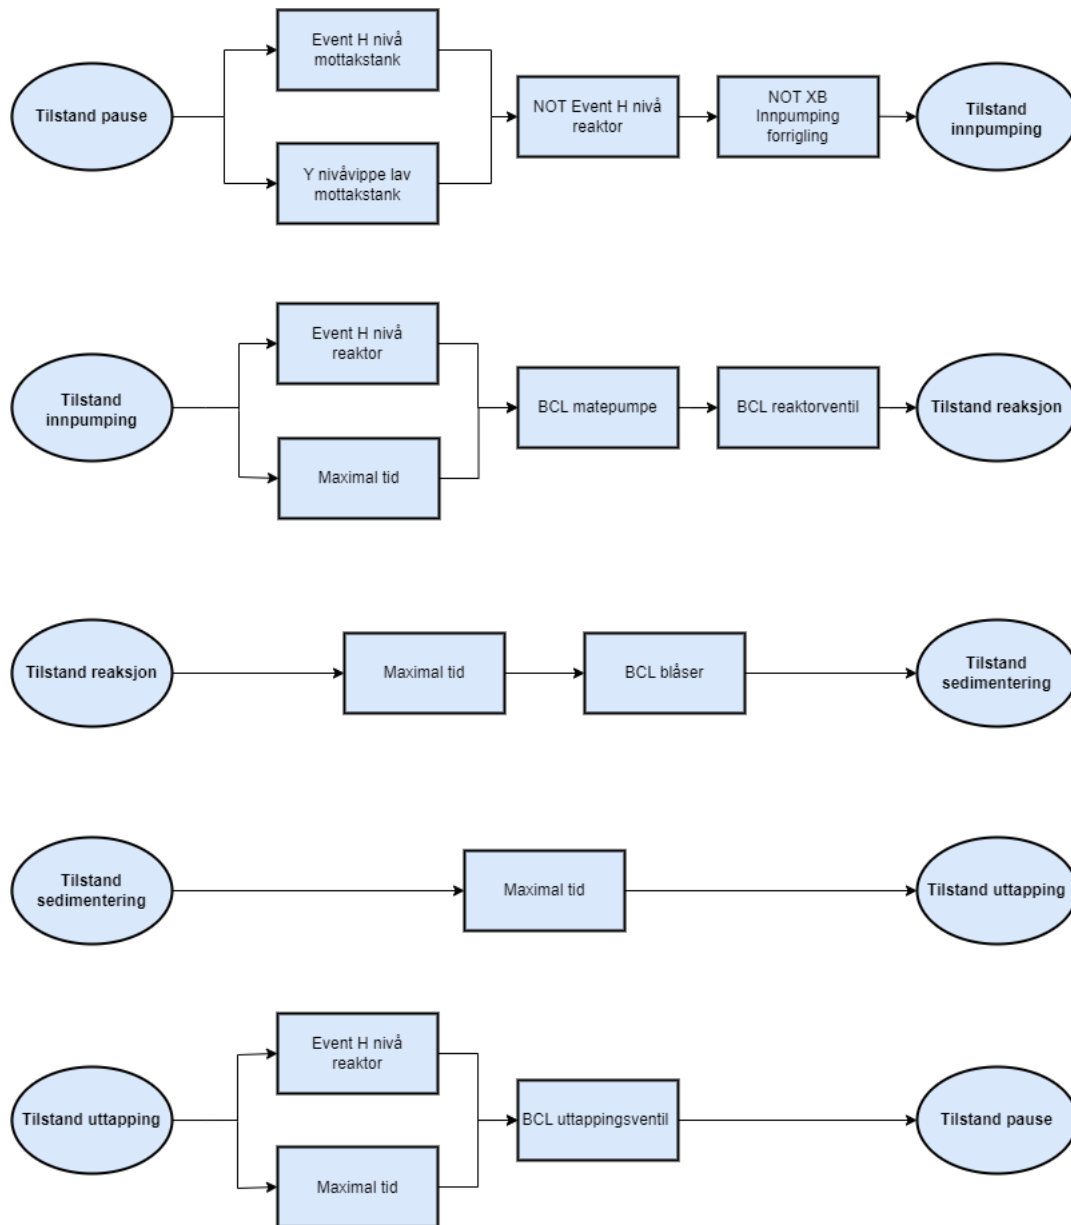 Tilstand pause
Event H nivå
mottakstank
Y nivåvippe lav
mottakstank
NOT Event H nivå
reaktor
NOT XB
Innpumping
forrigling
Tilstand
innpumping
Tilstand
innpumping
Event H nivå
reaktor
Maximal tid
BCL matepumpe
BCL reaktorventil
Tilstand reaksjon
Tilstand reaksjon
Maximal tid
BCL blåser
Tilstand
sedimentering
Tilstand
sedimentering
Maximal tid
Tilstand uttapping
Tilstand uttapping
Event H nivå
reaktor
Maximal tid
BCL uttappingsventil
Tilstand pause